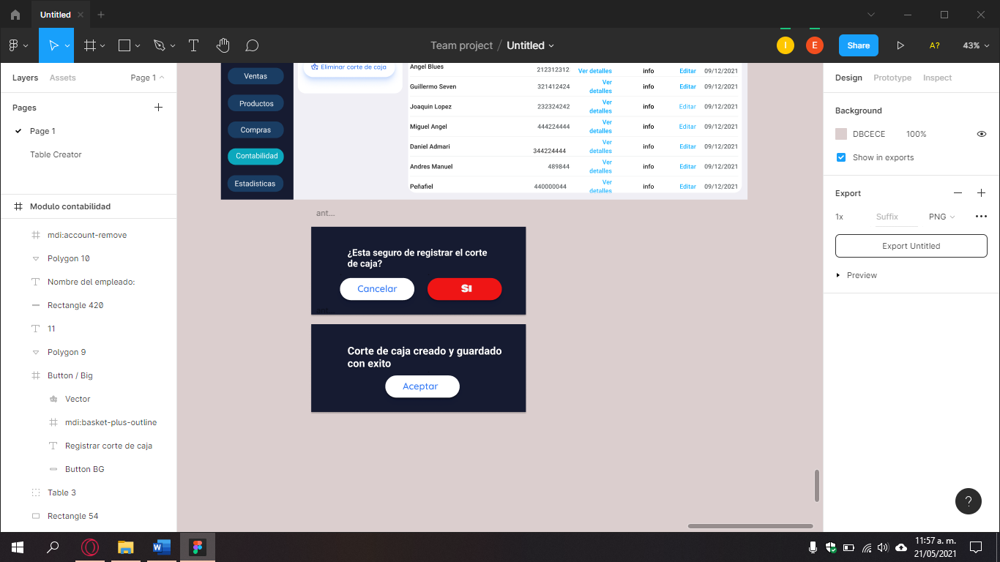 Untitled
Team project / Untitled
I
E
Share
A?
43%
Layers
Assets
Page 1
Pages
Page 1
Table Creator
Modulo contabilidad
mdi:account-remove
Polygon 10
Nombre del empleado:
Rectangle 420
11
Polygon 9
Button / Big
Vector
mdi:basket-plus-outline
Registrar corte de caja
Button BG
Table 3
Rectangle 54
Ventas
Productos
Compras
Contabilidad
Estadisticas
Eliminar corte de caja
Angel Blues 212312312 Ver detalles info Editar 09/12/2021
Guillermo Seven 321412424 Ver detalles info Editar 09/12/2021
Joaquin Lopez 232324242 Ver detalles info Editar 09/12/2021
Miguel Angel 444224444 Ver detalles info Editar 09/12/2021
Daniel Admari 344224444 Ver detalles info Editar 09/12/2021
Andres Manuel 489844 Ver detalles info Editar 09/12/2021
Peñafiel 440000044 Ver detalles info Editar 09/12/2021
ant...
¿Esta seguro de registrar el corte
de caja?
Cancelar
SI
Corte de caja creado y guardado
con exito
Aceptar
Design
Prototype
Inspect
Background
DBCECE 100%
Show in exports
Export
1x
Suffix
PNG
Export Untitled
Preview
?
11:57 a. m.
21/05/2021